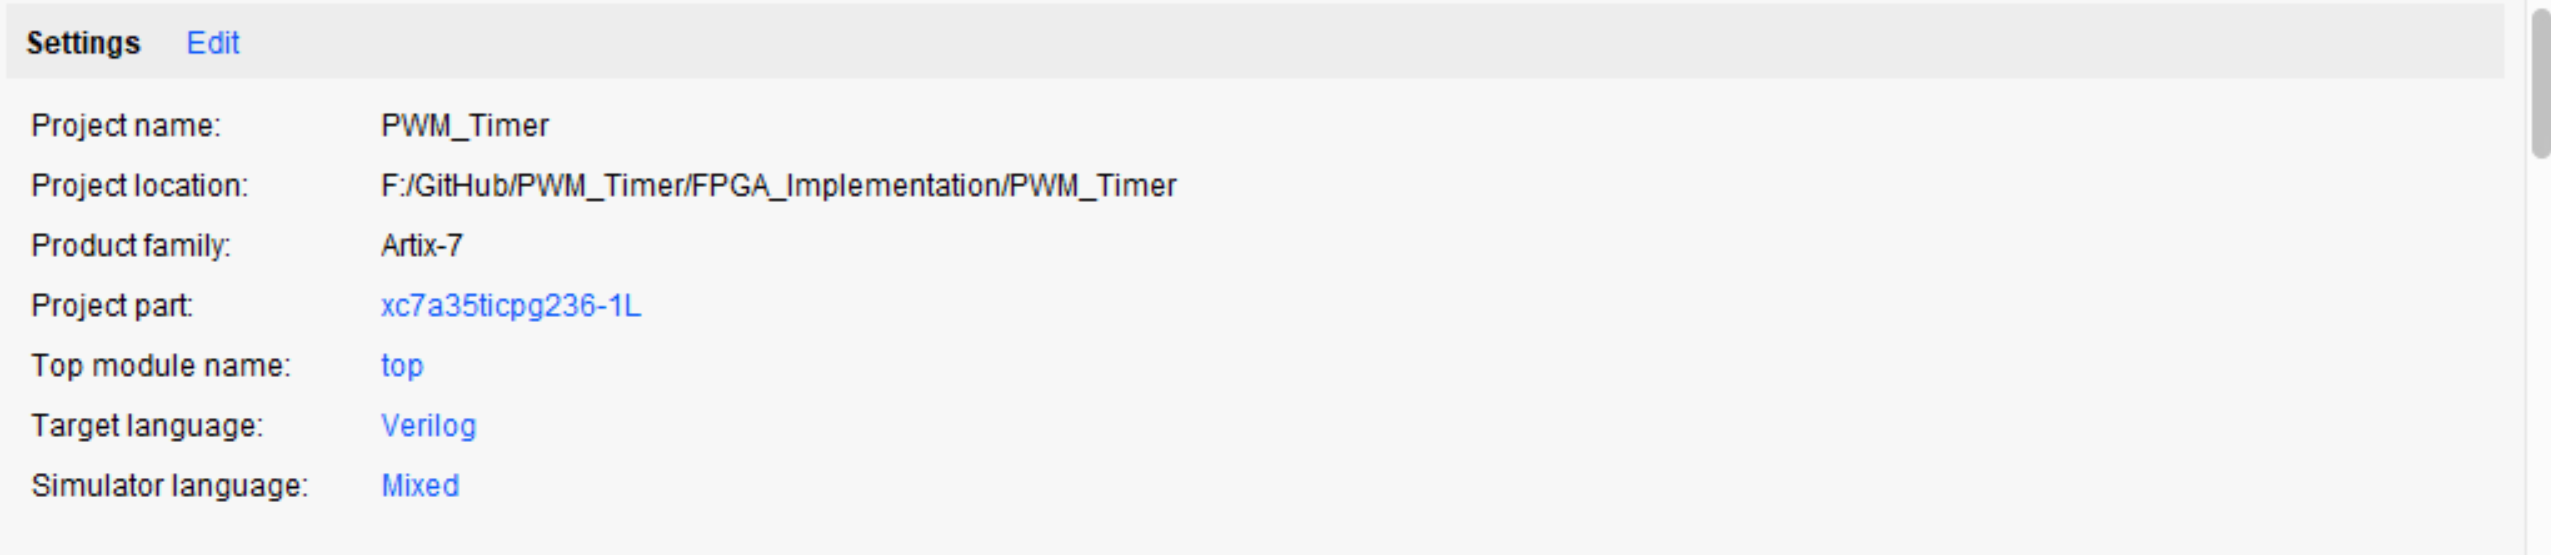 Settings Edit
Project name: PWM_Timer
Project location: F:/GitHub/PWM_Timer/FPGA_Implementation/PWM_Timer
Product family: Artix-7
Project part: xc7a35ticpg236-1L
Top module name: top
Target language: Verilog
Simulator language: Mixed